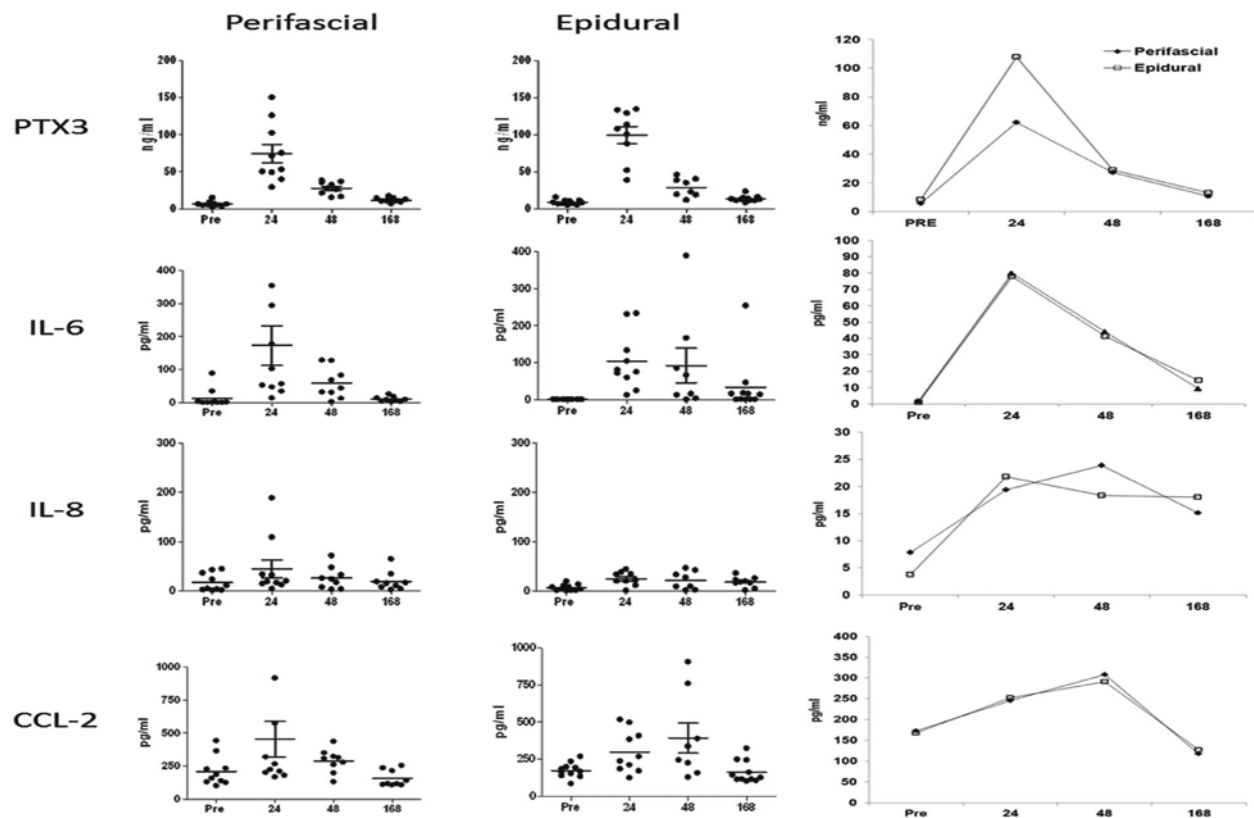 Perifascial
Epidural
PTX3
ng/ml
200
150
100
50
0
Pre 24 48 168
ng/ml
200
150
100
50
0
Pre 24 48 168
ng/ml
120
100
80
60
40
20
0
PRE 24 48 168
Perifascial
Epidural
IL-6
pg/ml
400
300
200
100
0
Pre 24 48 168
pg/ml
400
300
200
100
0
Pre 24 48 168
pg/ml
100
90
80
70
60
50
40
30
20
10
0
Pre 24 48 168
IL-8
pg/ml
300
200
100
0
Pre 24 48 168
pg/ml
300
200
100
0
Pre 24 48 168
pg/ml
30
25
20
15
10
5
0
Pre 24 48 168
CCL-2
pg/ml
1000
750
500
250
0
Pre 24 48 168
pg/ml
1000
750
500
250
0
Pre 24 48 168
pg/ml
400
350
300
250
200
150
100
50
0
Pre 24 48 168